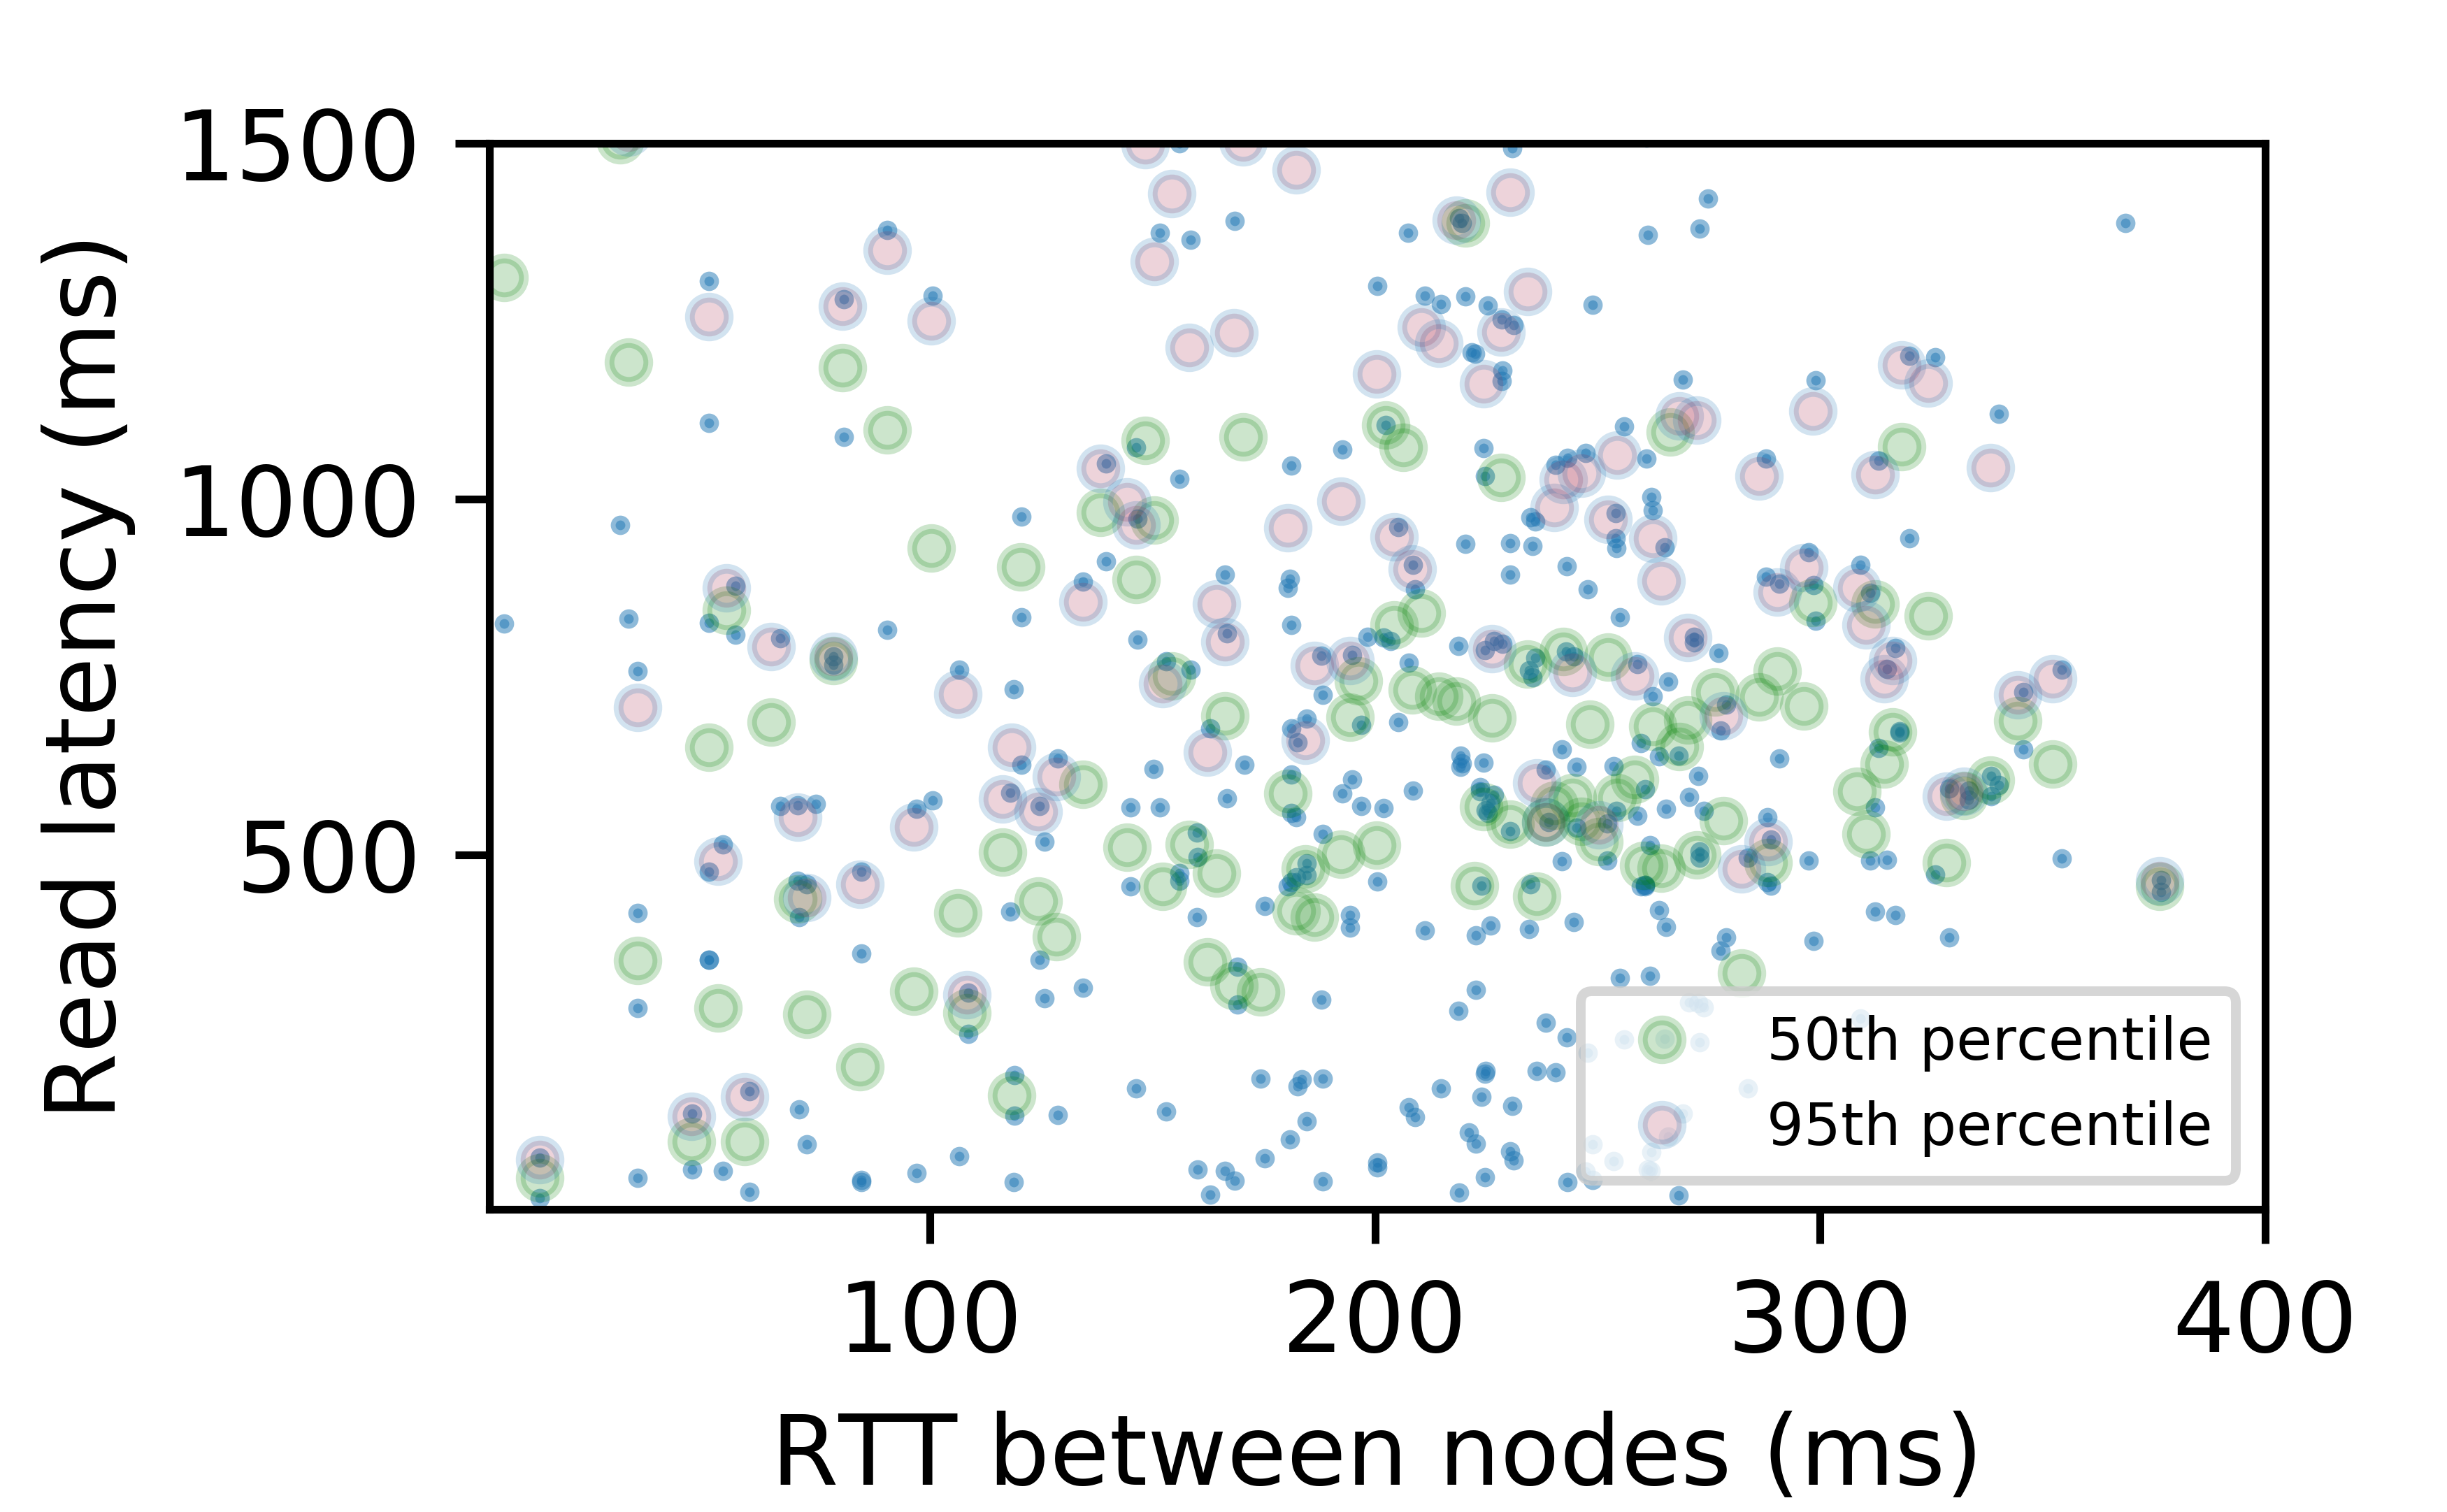 1500
1000
500
Read latency (ms)
50th percentile
95th percentile
100
200
300
400
RTT between nodes (ms)